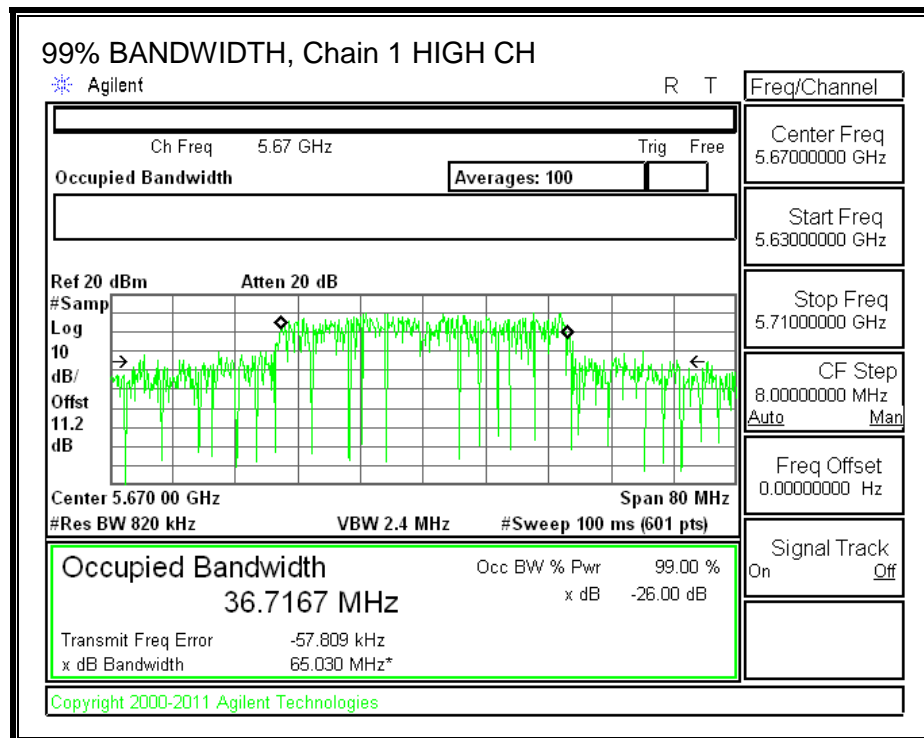 99% BANDWIDTH, Chain 1 HIGH CH
Agilent R T
Freq/Channel
Ch Freq 5.67 GHz Trig Free
Occupied Bandwidth Averages: 100
Center Freq
5.67000000 GHz
Start Freq
5.63000000 GHz
Stop Freq
5.71000000 GHz
CF Step
8.00000000 MHz
Auto Man
Freq Offset
0.00000000 Hz
Signal Track
On Off
Ref 20 dBm Atten 20 dB
#Samp
Log
10
dB/
Offst
11.2
dB
Center 5.670 00 GHz Span 80 MHz
#Res BW 820 kHz VBW 2.4 MHz #Sweep 100 ms (601 pts)
Occupied Bandwidth Occ BW % Pwr 99.00 %
36.7167 MHz x dB -26.00 dB
Transmit Freq Error -57.809 kHz
x dB Bandwidth 65.030 MHz*
Copyright 2000-2011 Agilent Technologies